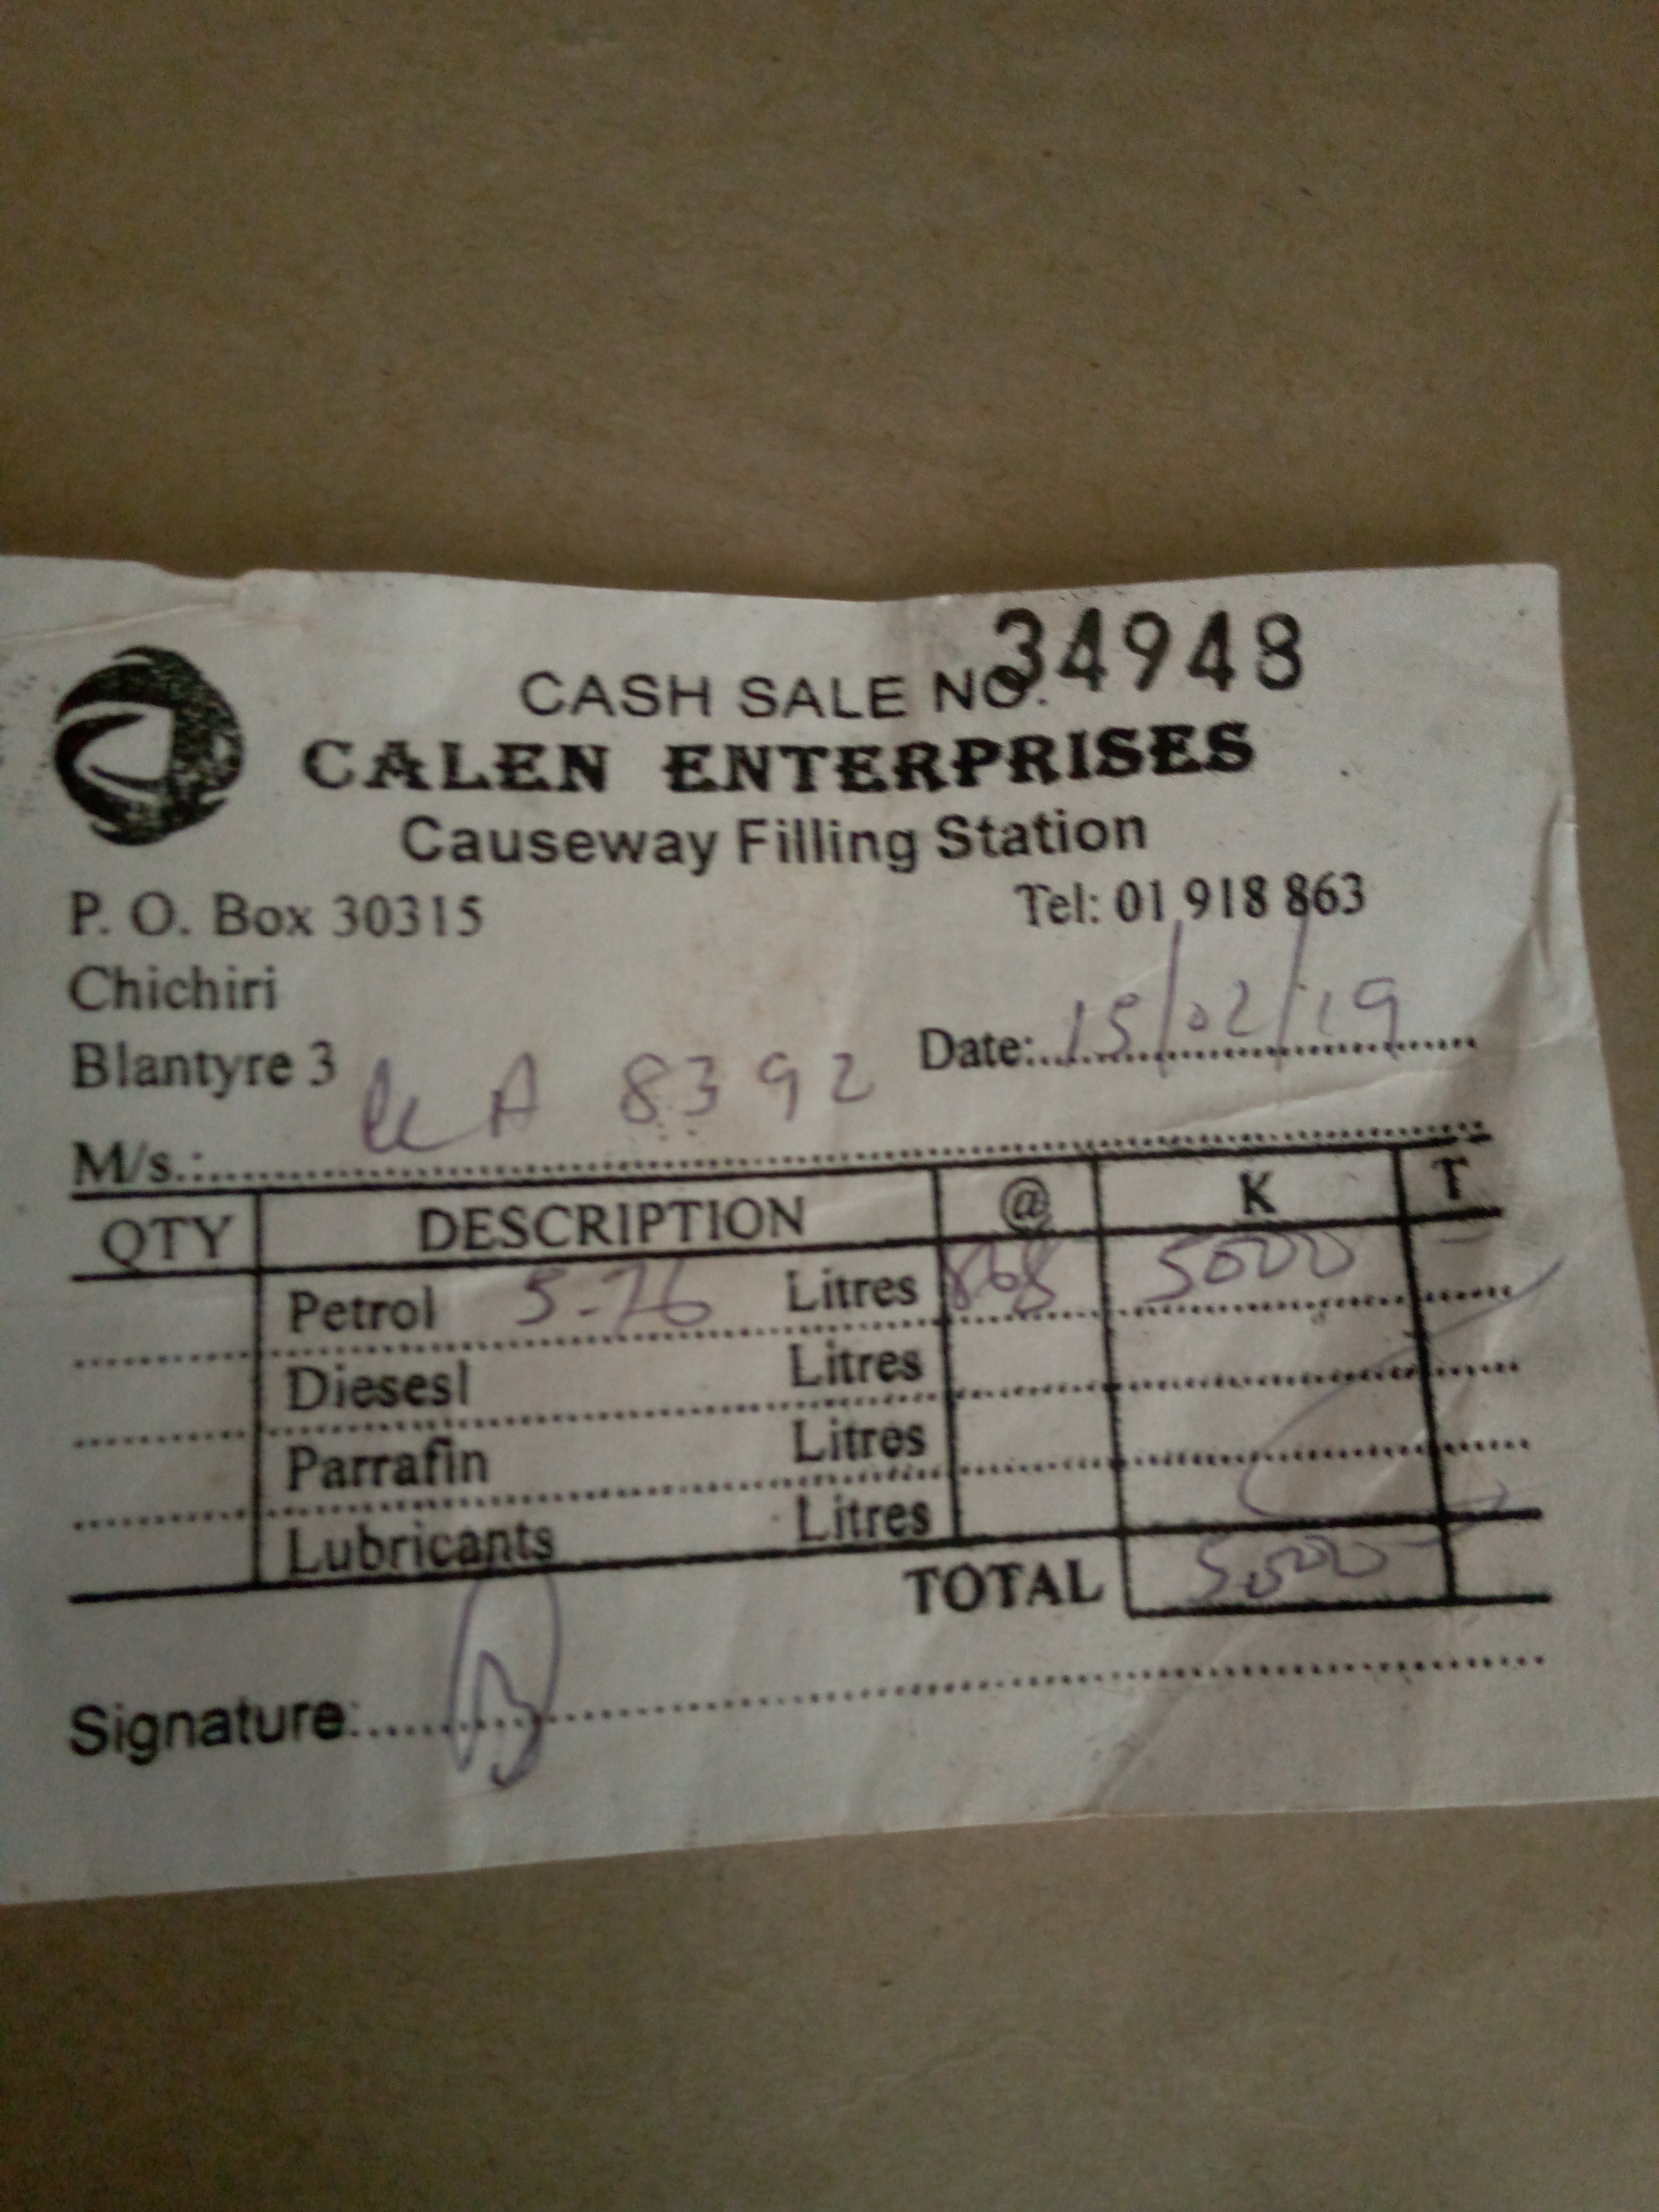 CASH SALE NO. 34948
CALEN ENTERPRISES
Causeway Filling Station
P. O. Box 30315 Tel: 01 918 863
Chichiri
Blantyre 3 Date: 15/02/19
M/s.: A 8392
QTY DESCRIPTION @ K T
Petrol 5-76 Litres 868 5000
Diesesl Litres
Parrafin Litres
Lubricants Litres
TOTAL 5000
Signature: